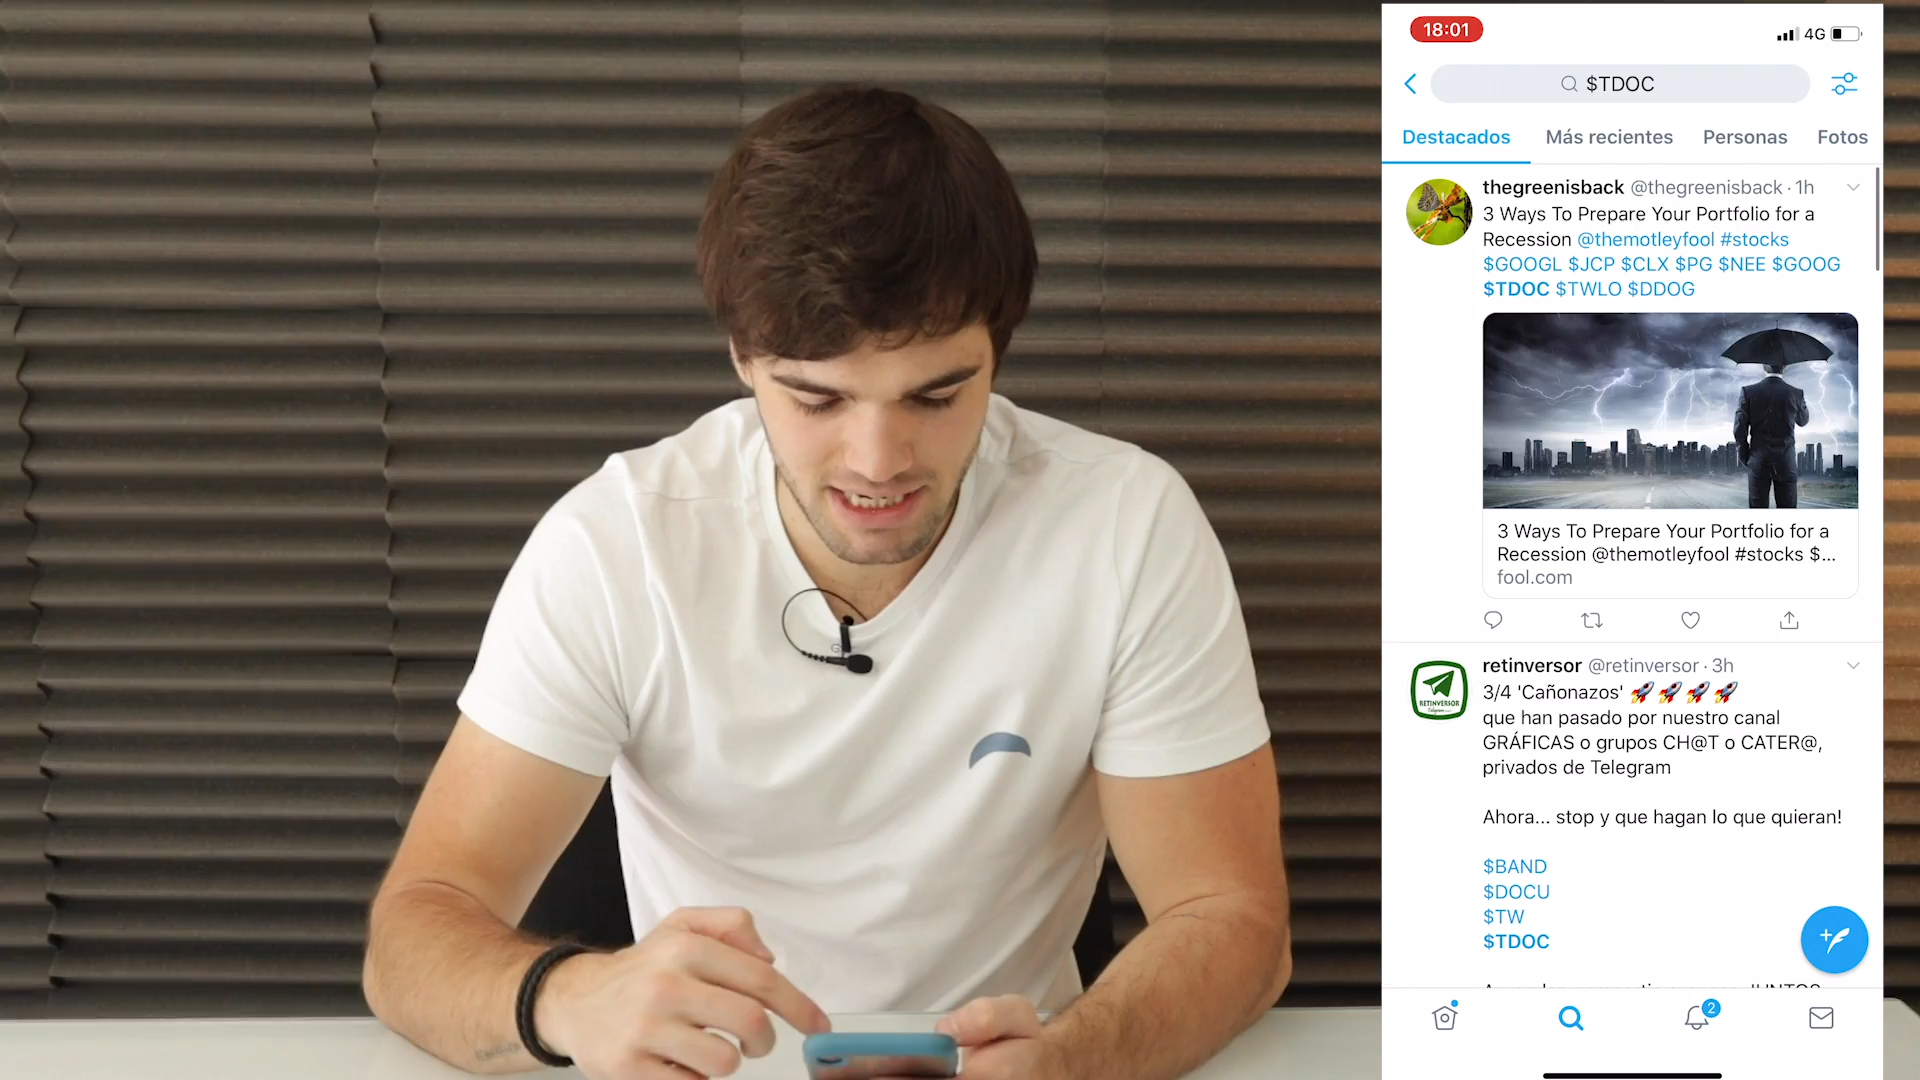 18:01
4G
$TDOC
Destacados
Más recientes
Personas
Fotos
thegreenisback @thegreenisback · 1h
3 Ways To Prepare Your Portfolio for a
Recession @themotleyfool #stocks
$GOOGL $JCP $CLX $PG $NEE $GOOG
$TDOC $TWLO $DDOG
3 Ways To Prepare Your Portfolio for a
Recession @themotleyfool #stocks $...
fool.com
retinversor @retinversor · 3h
RETINVERSOR
Telegram
3/4 'Cañonazos' 🚀🚀🚀🚀
que han pasado por nuestro canal
GRÁFICAS o grupos CH@T o CATER@,
privados de Telegram
Ahora... stop y que hagan lo que quieran!
$BAND
$DOCU
$TW
$TDOC
2